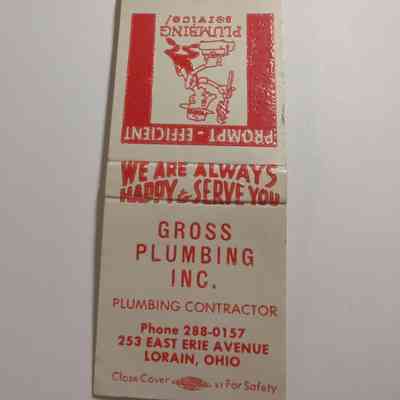 PROMPT - EFFICIENT
PLUMBING
Service!
WE ARE ALWAYS
HAPPY to SERVE YOU
GROSS
PLUMBING
INC.
PLUMBING CONTRACTOR
Phone 288-0157
253 EAST ERIE AVENUE
LORAIN, OHIO
Close Cover For Safety